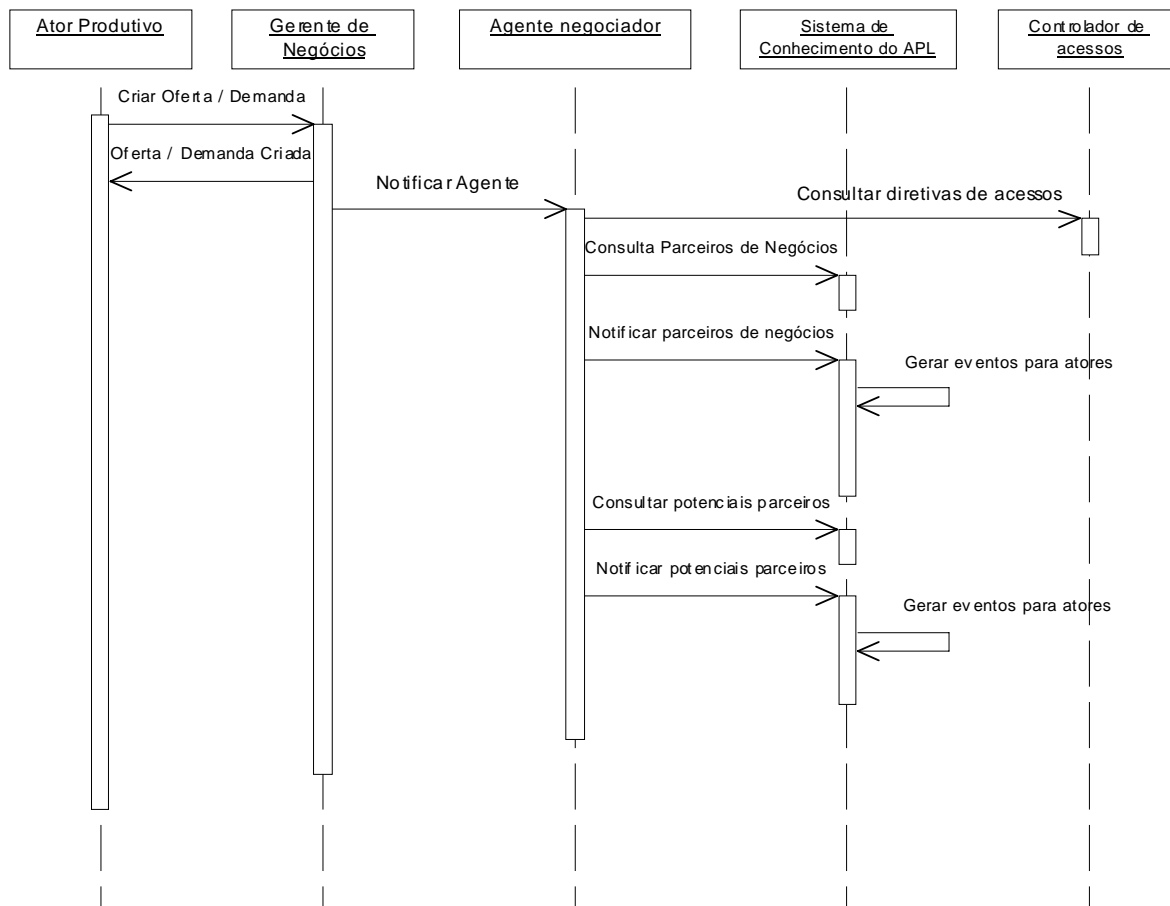 Ator Produtivo
Gerente de
Negócios
Agente negociador
Sistema de
Conhecimento do APL
Controlador de
acessos
Criar Oferta / Demanda
Oferta / Demanda Criada
Notificar Agente
Consultar diretivas de acessos
Consulta Parceiros de Negócios
Notificar parceiros de negócios
Gerar eventos para atores
Consultar potenciais parceiros
Notificar potenciais parceiros
Gerar eventos para atores